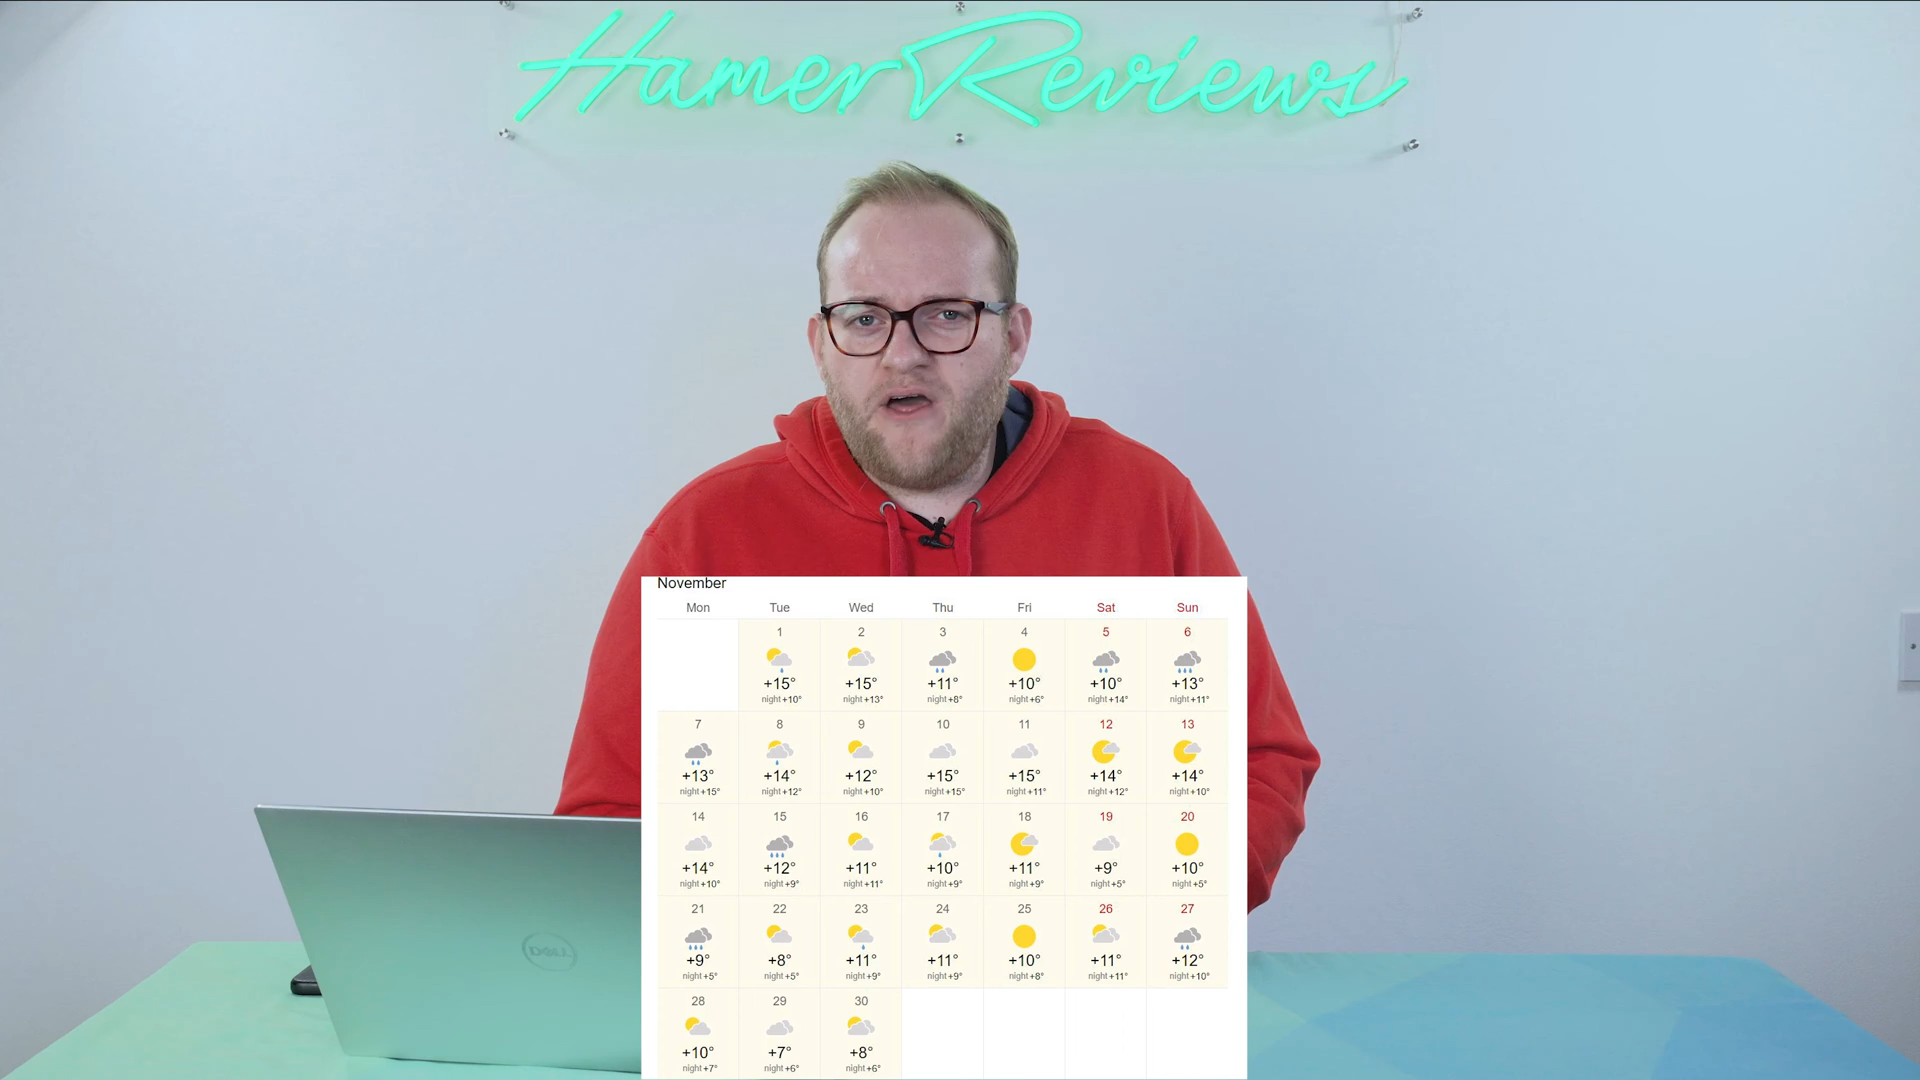 Hamer Reviews
November
Mon Tue Wed Thu Fri Sat Sun
1 2 3 4 5 6
+15° +15° +11° +10° +10° +13°
night+10° night+13° night+8° night+6° night+14° night+11°
7 8 9 10 11 12 13
+13° +14° +12° +15° +15° +14° +14°
night+15° night+12° night+10° night+15° night+11° night+12° night+10°
14 15 16 17 18 19 20
+14° +12° +11° +10° +11° +9° +10°
night+10° night+9° night+11° night+9° night+9° night+5° night+5°
21 22 23 24 25 26 27
+9° +8° +11° +11° +10° +11° +12°
night+5° night+5° night+9° night+9° night+8° night+11° night+10°
28 29 30
+10° +7° +8°
night+7° night+6° night+6°
DELL